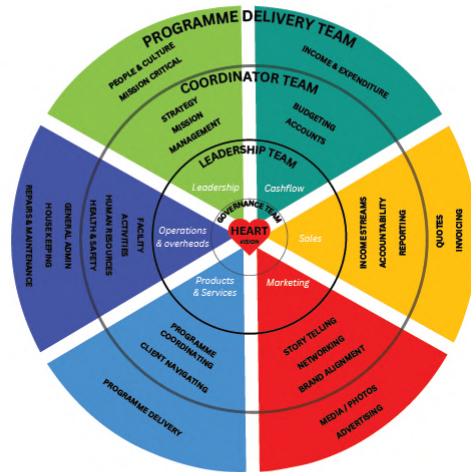 PROGRAMME DELIVERY TEAM
COORDINATOR TEAM
LEADERSHIP TEAM
GOVERNANCE TEAM
HEART
VISION
PEOPLE & CULTURE
MISSION CRITICAL
STRATEGY
MISSION
MANAGEMENT
Leadership
INCOME & EXPENDITURE
BUDGETING
ACCOUNTS
Cashflow
Sales
INCOME STREAMS
ACCOUNTABILITY
REPORTING
QUOTES
INVOICING
Marketing
STORY TELLING
NETWORKING
BRAND ALIGNMENT
MEDIA / PHOTOS
ADVERTISING
Products
& Services
PROGRAMME
COORDINATING
CLIENT NAVIGATING
PROGRAMME DELIVERY
Operations
& overheads
FACILITY
ACTIVITIES
HUMAN RESOURCES
HEALTH & SAFETY
GENERAL ADMIN
HOUSEKEEPING
REPAIRS & MAINTENANCE